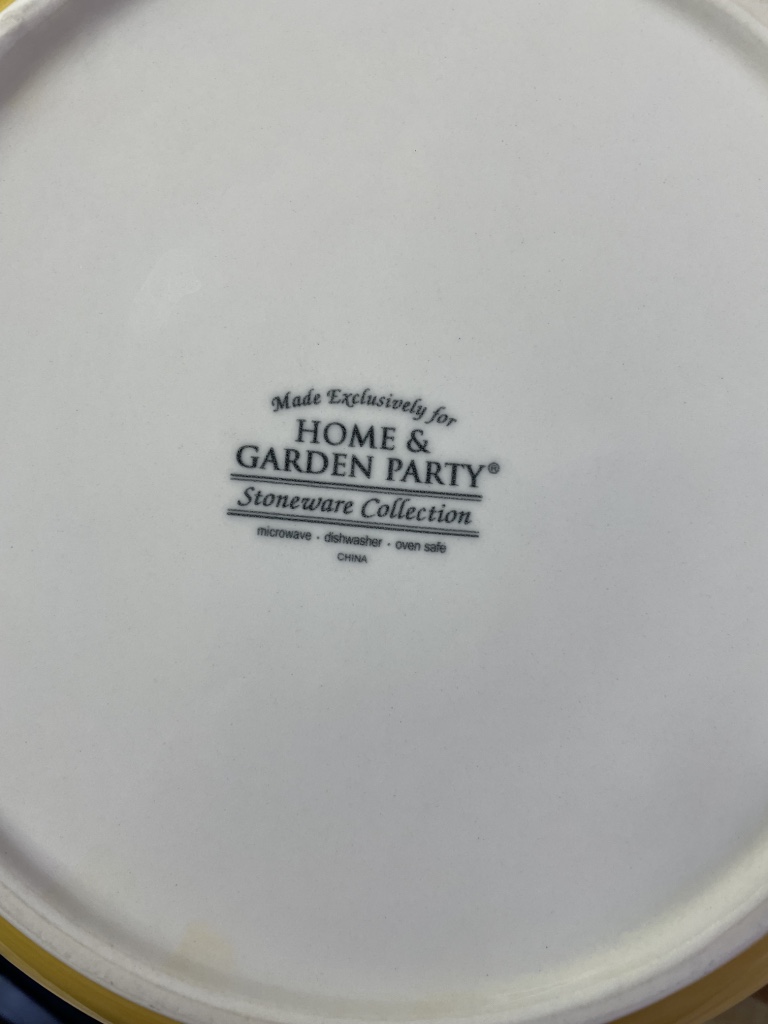 Made Exclusively for
HOME &
GARDEN PARTY®
Stoneware Collection
microwave · dishwasher · oven safe
CHINA